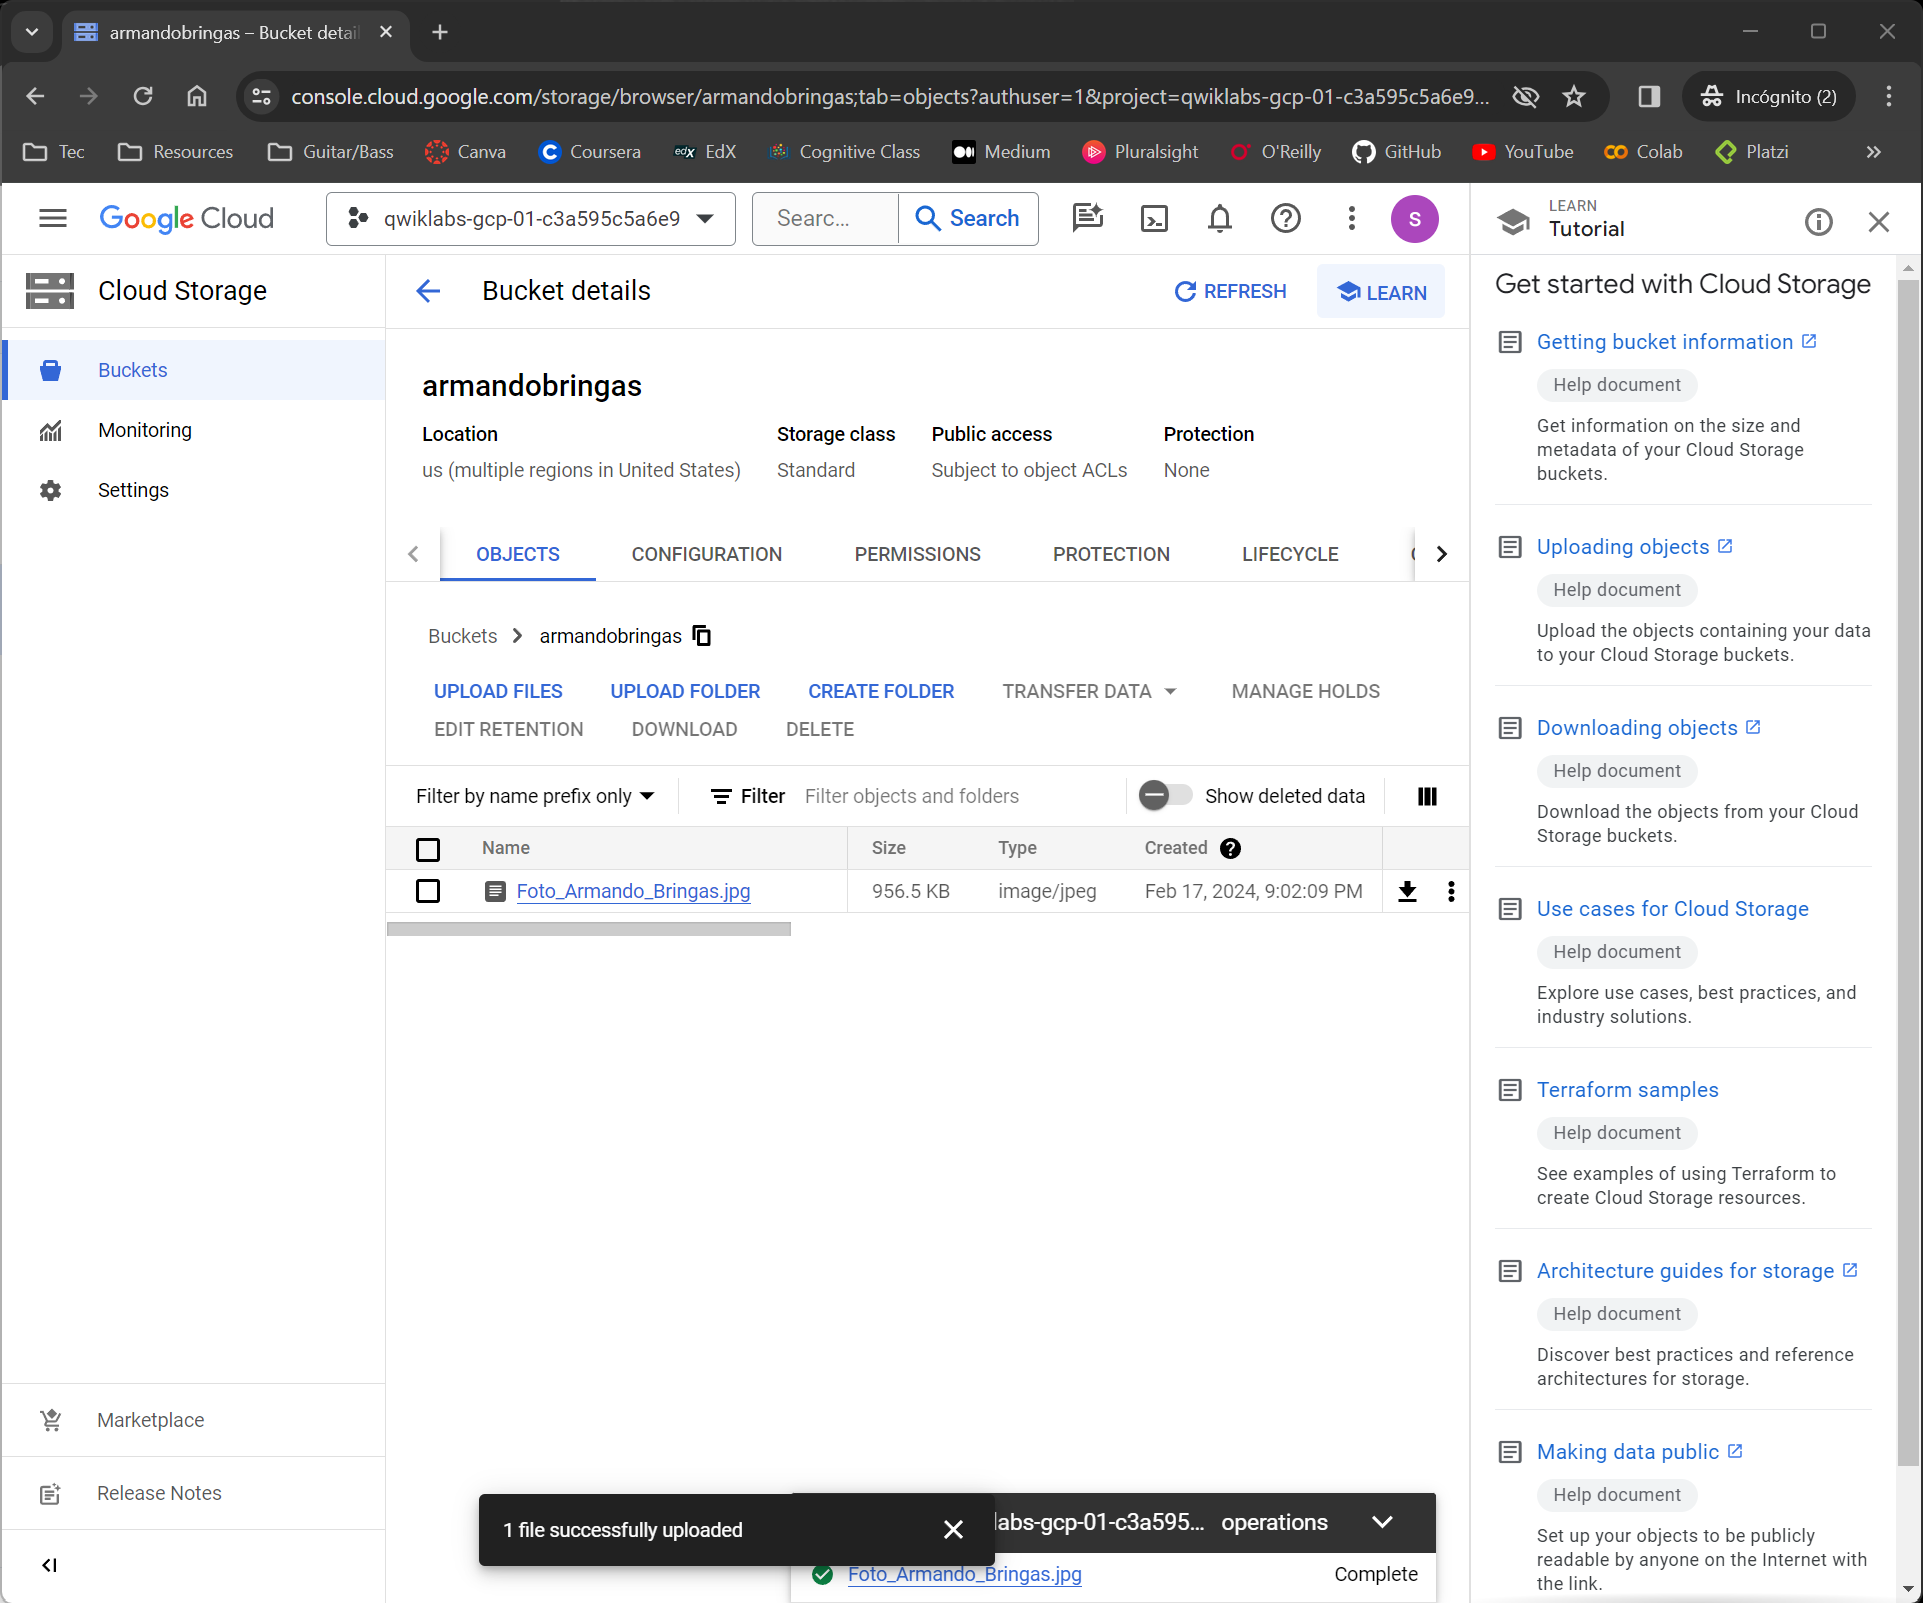 armandobringas – Bucket detai
console.cloud.google.com/storage/browser/armandobringas;tab=objects?authuser=1&project=qwiklabs-gcp-01-c3a595c5a6e9...
Incógnito (2)
Tec Resources Guitar/Bass Canva Coursera EdX Cognitive Class Medium Pluralsight O'Reilly GitHub YouTube Colab Platzi
Google Cloud
qwiklabs-gcp-01-c3a595c5a6e9
Searc...
Search
S
LEARN
Tutorial
Cloud Storage
Buckets
Monitoring
Settings
Marketplace
Release Notes
Bucket details
REFRESH
LEARN
armandobringas
Location Storage class Public access Protection
us (multiple regions in United States) Standard Subject to object ACLs None
OBJECTS CONFIGURATION PERMISSIONS PROTECTION LIFECYCLE
Buckets armandobringas
UPLOAD FILES UPLOAD FOLDER CREATE FOLDER TRANSFER DATA MANAGE HOLDS
EDIT RETENTION DOWNLOAD DELETE
Filter by name prefix only Filter Filter objects and folders Show deleted data
Name Size Type Created
Foto_Armando_Bringas.jpg 956.5 KB image/jpeg Feb 17, 2024, 9:02:09 PM
1 file successfully uploaded
labs-gcp-01-c3a595... operations
Foto_Armando_Bringas.jpg Complete
Get started with Cloud Storage
Getting bucket information
Help document
Get information on the size and
metadata of your Cloud Storage
buckets.
Uploading objects
Help document
Upload the objects containing your data
to your Cloud Storage buckets.
Downloading objects
Help document
Download the objects from your Cloud
Storage buckets.
Use cases for Cloud Storage
Help document
Explore use cases, best practices, and
industry solutions.
Terraform samples
Help document
See examples of using Terraform to
create Cloud Storage resources.
Architecture guides for storage
Help document
Discover best practices and reference
architectures for storage.
Making data public
Help document
Set up your objects to be publicly
readable by anyone on the Internet with
the link.